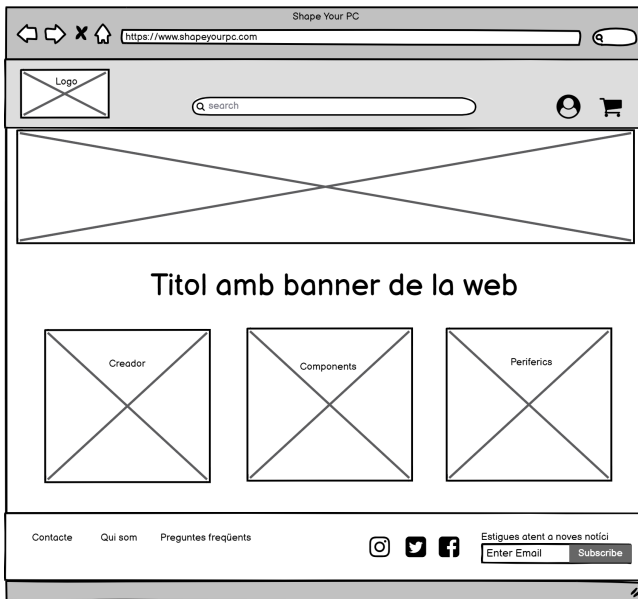 Shape Your PC
https://www.shapeyourpc.com
Logo
search
Titol amb banner de la web
Creador
Components
Periferics
Contacte
Qui som
Preguntes freqüents
Estigues atent a noves notíci
Enter Email
Subscribe